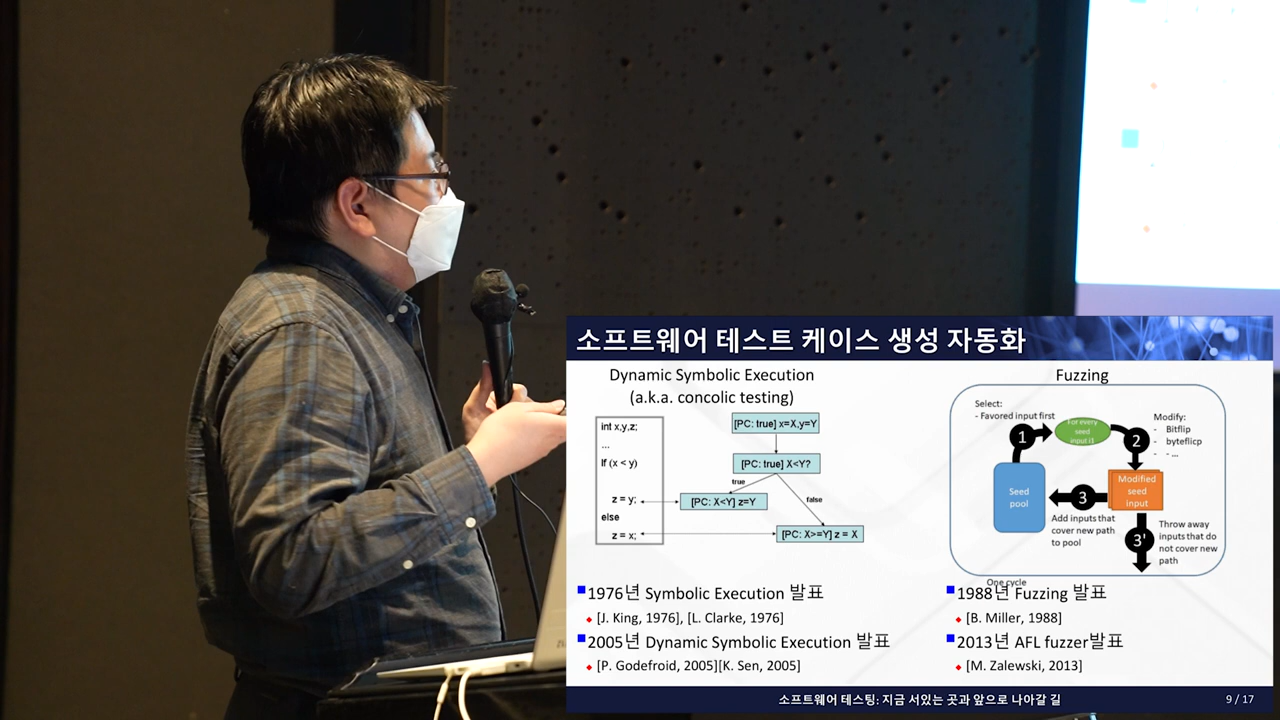 소프트웨어 테스트 케이스 생성 자동화
Dynamic Symbolic Execution
(a.k.a. concolic testing)
int x,y,z;
...
If (x < y)
z = y;
else
z = x;
[PC: true] x=X,y=Y
[PC: true] X<Y?
true
false
[PC: X<Y] z=Y
[PC: X>=Y] z = X
1976년 Symbolic Execution 발표
[J. King, 1976], [L. Clarke, 1976]
2005년 Dynamic Symbolic Execution 발표
[P. Godefroid, 2005][K. Sen, 2005]
Fuzzing
Select:
- Favored input first
1
For every
seed
input i1
2
Modify:
- Bitflip
- byteflicp
- - ...
Seed
pool
3
Modified
seed
input
Add inputs that
cover new path
to pool
3'
Throw away
inputs that do
not cover new
path
One cycle
1988년 Fuzzing 발표
[B. Miller, 1988]
2013년 AFL fuzzer발표
[M. Zalewski, 2013]
소프트웨어 테스팅: 지금 서있는 곳과 앞으로 나아갈 길
9 / 17